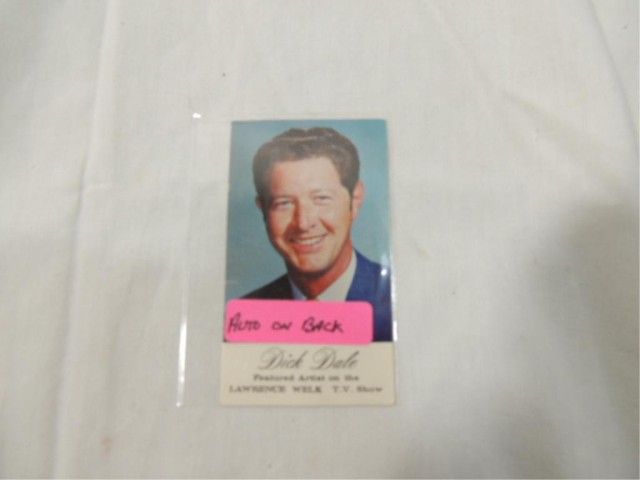 AUTO ON BACK
Dick Dale
Featured Artist on the
LAWRENCE WELK T.V. Show